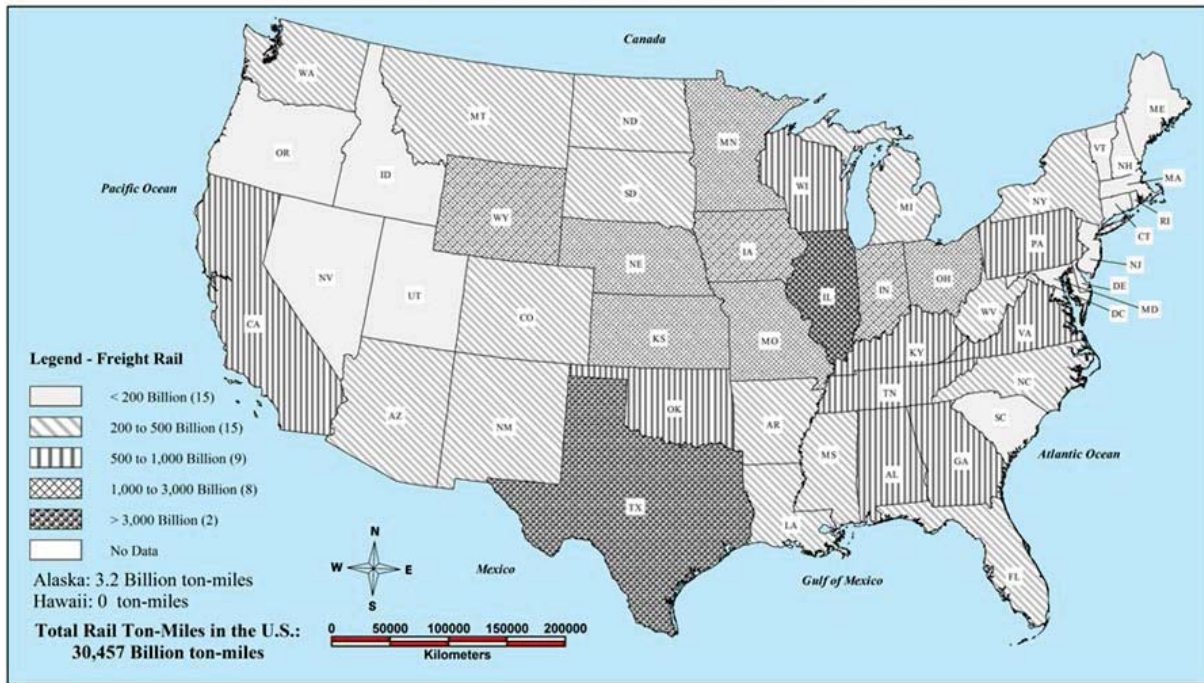 Canada
WA
MT
ND
MN
ME
VT
NH
OR
ID
SD
WI
MI
NY
MA
Pacific Ocean
WY
RI
CT
IA
PA
NE
NJ
NV
UT
IL
IN
OH
DE
MD
DC
CO
WV
VA
CA
KS
MO
KY
NC
TN
AZ
NM
OK
AR
SC
MS
AL
GA
Atlantic Ocean
TX
LA
FL
Mexico
Gulf of Mexico
Legend - Freight Rail
< 200 Billion (15)
200 to 500 Billion (15)
500 to 1,000 Billion (9)
1,000 to 3,000 Billion (8)
> 3,000 Billion (2)
No Data
Alaska: 3.2 Billion ton-miles
Hawaii: 0 ton-miles
Total Rail Ton-Miles in the U.S.:
30,457 Billion ton-miles
N
W E
S
0 50000 100000 150000 200000
Kilometers